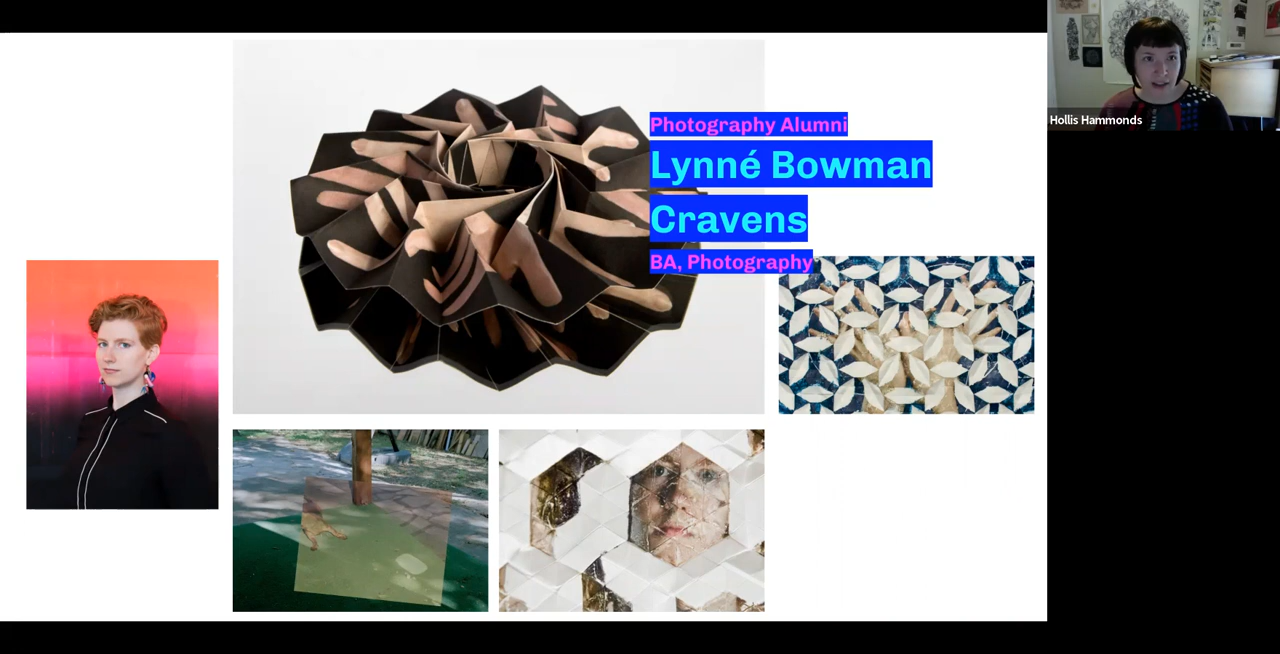 Photography Alumni
Lynné Bowman
Cravens
BA, Photography
Hollis Hammonds